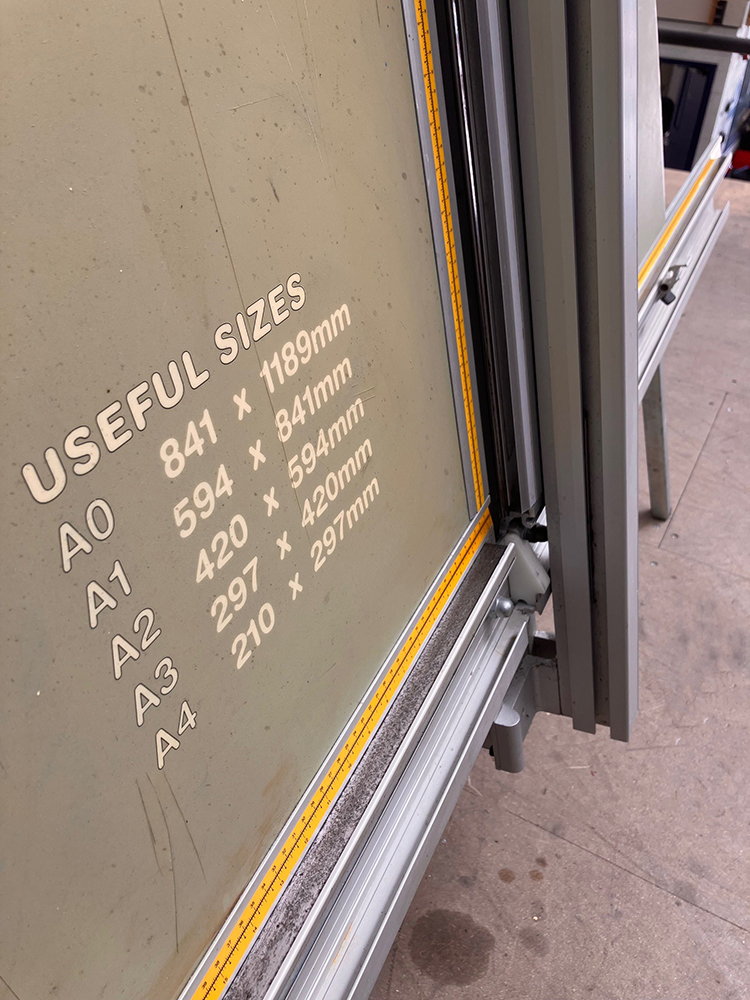 USEFUL SIZES
A0 841 x 1189mm
A1 594 x 841mm
A2 420 x 594mm
A3 297 x 420mm
A4 210 x 297mm